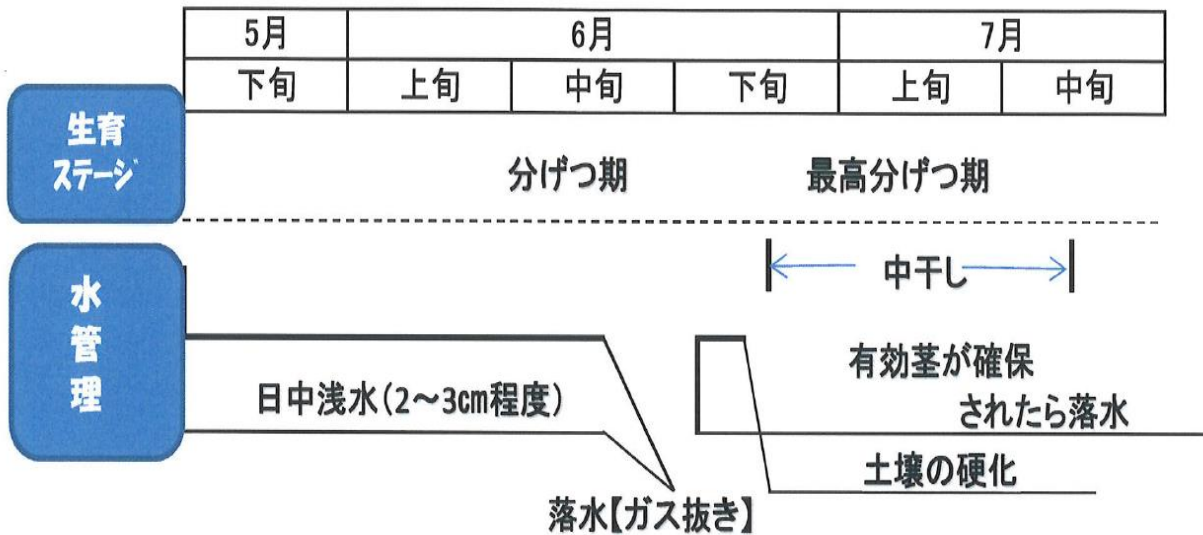 5月 6月 7月
下旬 上旬 中旬 下旬 上旬 中旬
生育
ステージ
分げつ期 最高分げつ期
中干し
水
管
理
日中浅水(2～3cm程度)
有効茎が確保
されたら落水
土壌の硬化
落水【ガス抜き】